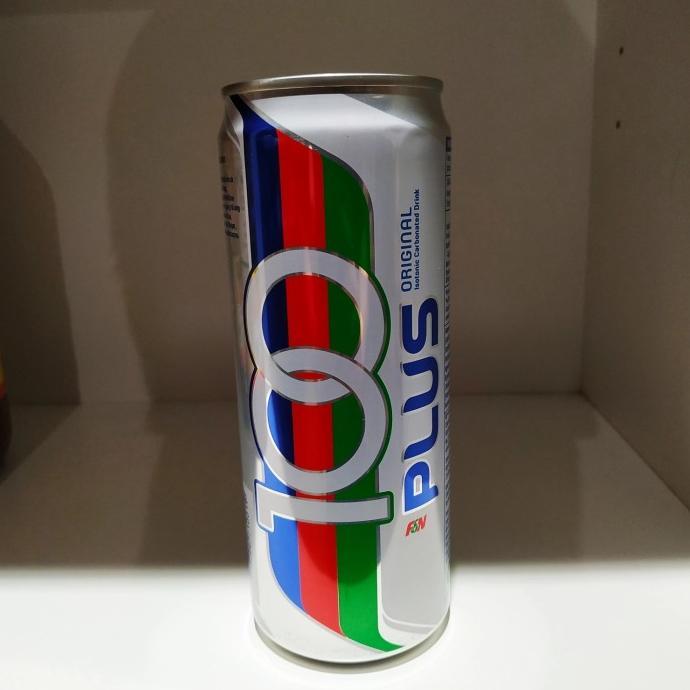 100
PLUS
ORIGINAL
Isotonic Carbonated Drink
F&N